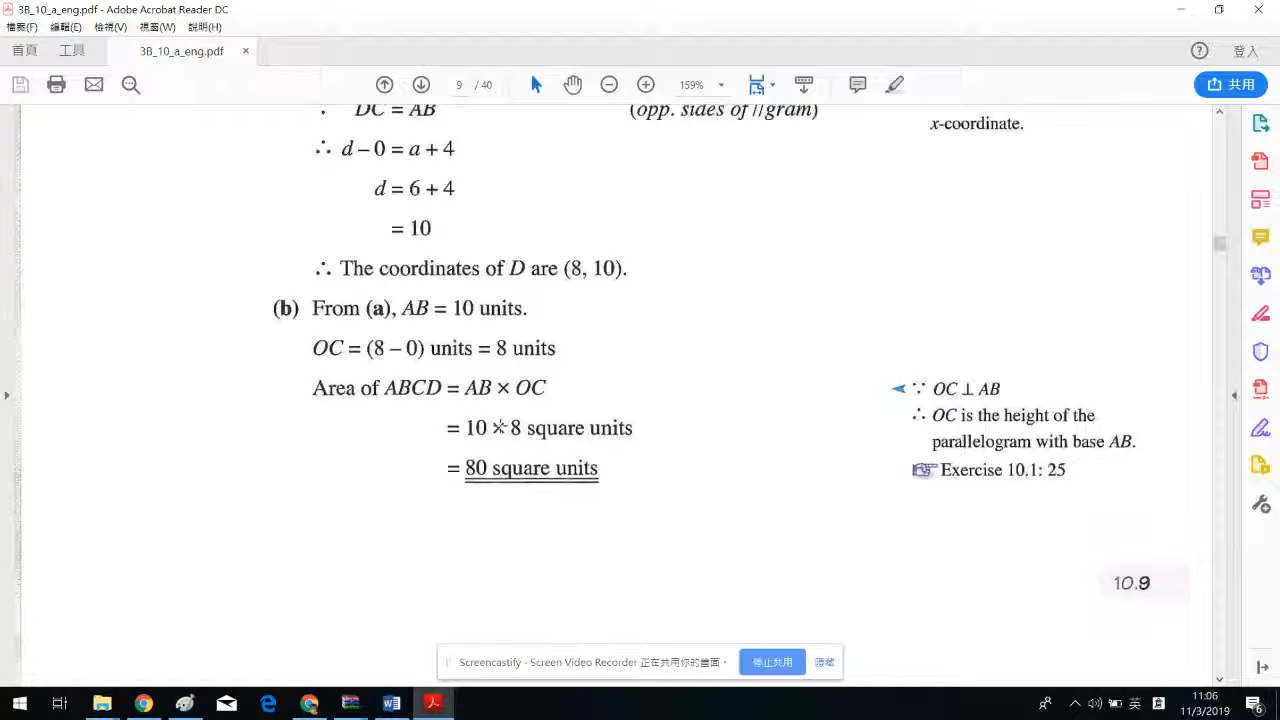 3B_10_a_eng.pdf - Adobe Acrobat Reader DC
檔案(F) 編輯(E) 檢視(V) 視窗(W) 說明(H)
首頁 工具 3B_10_a_eng.pdf × 登入
9 / 40 159% 共用
∵ DC = AB (opp. sides of //gram)
x-coordinate.
∴ d – 0 = a + 4
d = 6 + 4
= 10
∴ The coordinates of D are (8, 10).
(b) From (a), AB = 10 units.
OC = (8 – 0) units = 8 units
Area of ABCD = AB × OC
∵ OC ⊥ AB
∴ OC is the height of the
= 10 × 8 square units
parallelogram with base AB.
= 80 square units
Exercise 10.1: 25
10.9
Screencastify - Screen Video Recorder 正在共用你的畫面。 停止共用 隱藏
英 11:06
11/3/2019 6